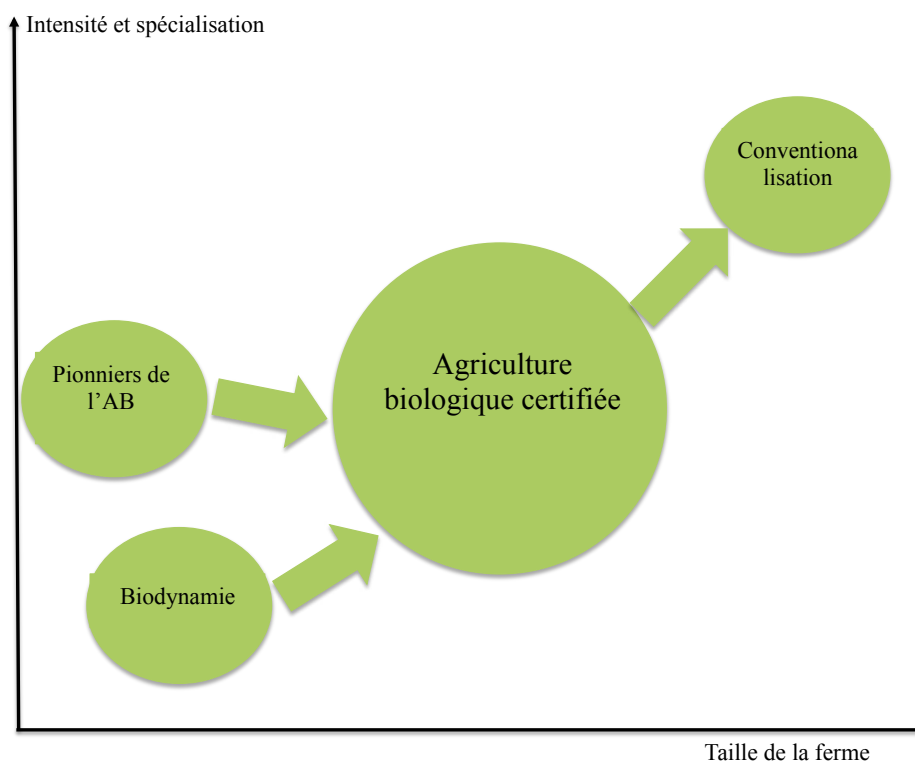 Intensité et spécialisation
Conventiona
lisation
Agriculture
biologique certifiée
Pionniers de
l’AB
Biodynamie
Taille de la ferme